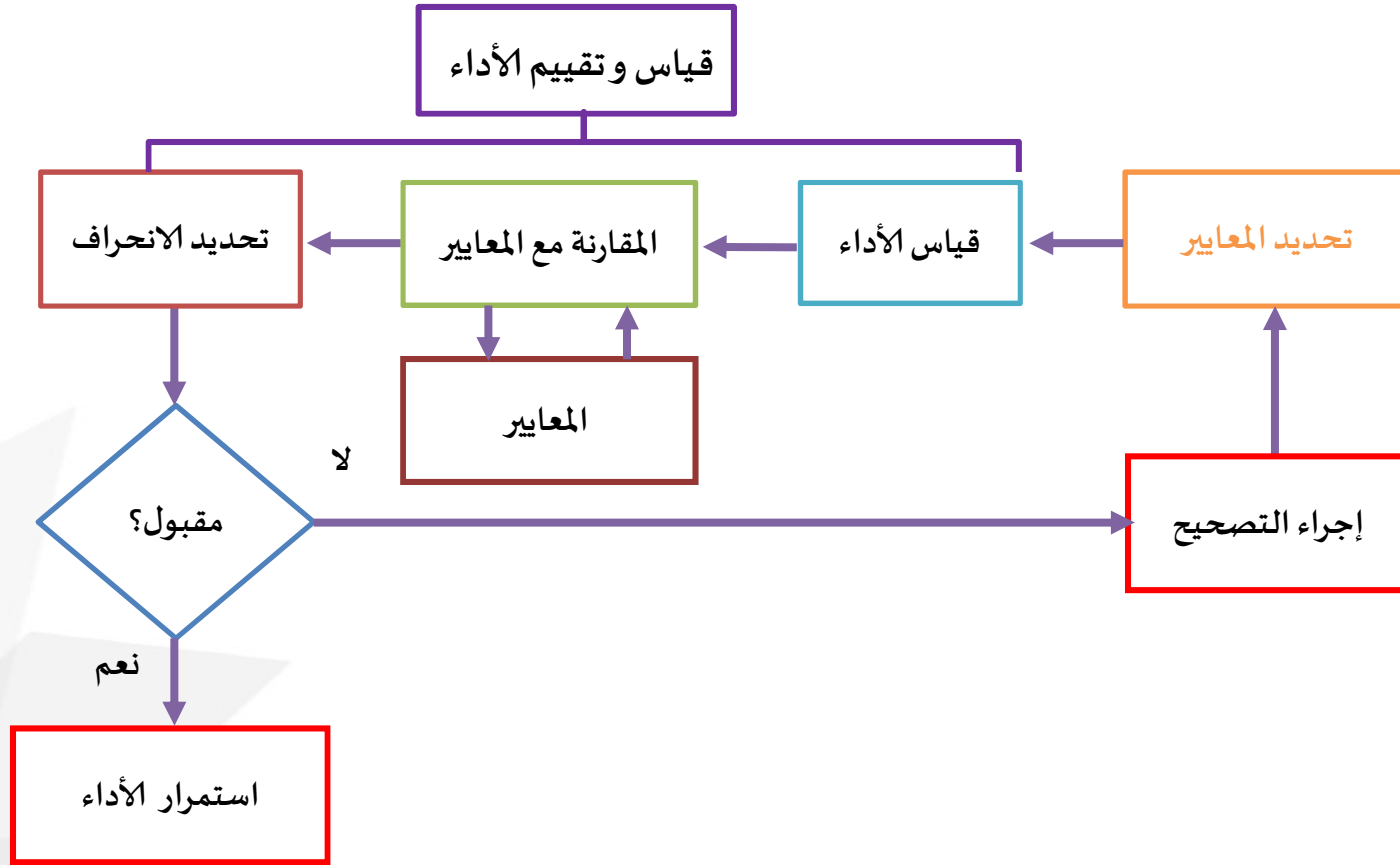 قياس و تقييم الأداء
تحديد المعايير
قياس الأداء
المقارنة مع المعايير
تحديد الانحراف
المعايير
لا
مقبول؟
إجراء التصحيح
نعم
استمرار الأداء